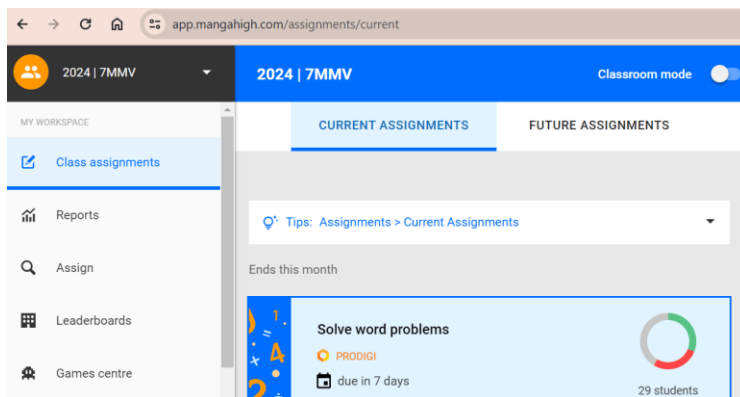 app.mangahigh.com/assignments/current
2024 | 7MMV
2024 | 7MMV
Classroom mode
MY WORKSPACE
CURRENT ASSIGNMENTS
FUTURE ASSIGNMENTS
Class assignments
Reports
Tips: Assignments > Current Assignments
Assign
Ends this month
Leaderboards
Solve word problems
PRODIGI
Games centre
due in 7 days
29 students